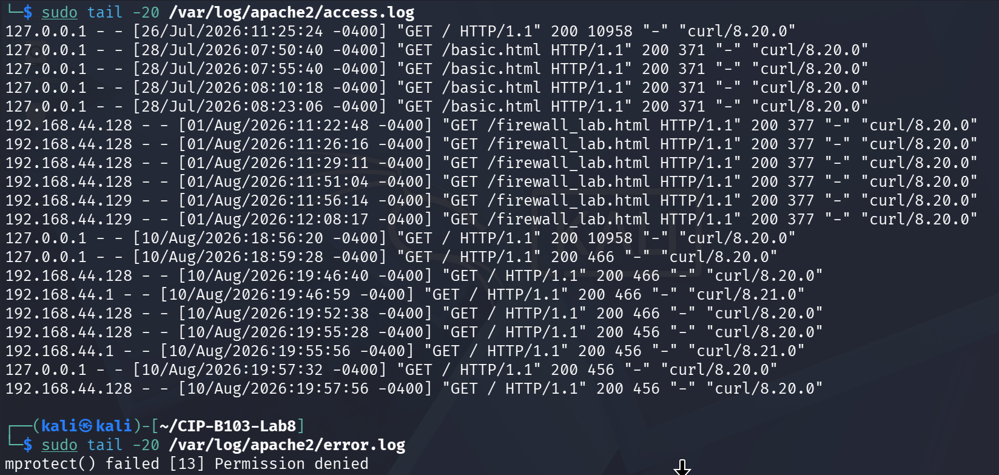 └─$ sudo tail -20 /var/log/apache2/access.log
127.0.0.1 - - [26/Jul/2026:11:25:24 -0400] "GET / HTTP/1.1" 200 10958 "-" "curl/8.20.0"
127.0.0.1 - - [28/Jul/2026:07:50:40 -0400] "GET /basic.html HTTP/1.1" 200 371 "-" "curl/8.20.0"
127.0.0.1 - - [28/Jul/2026:07:55:40 -0400] "GET /basic.html HTTP/1.1" 200 371 "-" "curl/8.20.0"
127.0.0.1 - - [28/Jul/2026:08:10:18 -0400] "GET /basic.html HTTP/1.1" 200 371 "-" "curl/8.20.0"
127.0.0.1 - - [28/Jul/2026:08:23:06 -0400] "GET /basic.html HTTP/1.1" 200 371 "-" "curl/8.20.0"
192.168.44.128 - - [01/Aug/2026:11:22:48 -0400] "GET /firewall_lab.html HTTP/1.1" 200 377 "-" "curl/8.20.0"
192.168.44.128 - - [01/Aug/2026:11:26:16 -0400] "GET /firewall_lab.html HTTP/1.1" 200 377 "-" "curl/8.20.0"
192.168.44.128 - - [01/Aug/2026:11:29:11 -0400] "GET /firewall_lab.html HTTP/1.1" 200 377 "-" "curl/8.20.0"
192.168.44.128 - - [01/Aug/2026:11:51:04 -0400] "GET /firewall_lab.html HTTP/1.1" 200 377 "-" "curl/8.20.0"
192.168.44.129 - - [01/Aug/2026:11:56:14 -0400] "GET /firewall_lab.html HTTP/1.1" 200 377 "-" "curl/8.20.0"
192.168.44.129 - - [01/Aug/2026:12:08:17 -0400] "GET /firewall_lab.html HTTP/1.1" 200 377 "-" "curl/8.20.0"
127.0.0.1 - - [10/Aug/2026:18:56:20 -0400] "GET / HTTP/1.1" 200 10958 "-" "curl/8.20.0"
127.0.0.1 - - [10/Aug/2026:18:59:28 -0400] "GET / HTTP/1.1" 200 466 "-" "curl/8.20.0"
192.168.44.128 - - [10/Aug/2026:19:46:40 -0400] "GET / HTTP/1.1" 200 466 "-" "curl/8.20.0"
192.168.44.1 - - [10/Aug/2026:19:46:59 -0400] "GET / HTTP/1.1" 200 466 "-" "curl/8.21.0"
192.168.44.128 - - [10/Aug/2026:19:52:38 -0400] "GET / HTTP/1.1" 200 466 "-" "curl/8.20.0"
192.168.44.128 - - [10/Aug/2026:19:55:28 -0400] "GET / HTTP/1.1" 200 456 "-" "curl/8.20.0"
192.168.44.1 - - [10/Aug/2026:19:55:56 -0400] "GET / HTTP/1.1" 200 456 "-" "curl/8.21.0"
127.0.0.1 - - [10/Aug/2026:19:57:32 -0400] "GET / HTTP/1.1" 200 456 "-" "curl/8.20.0"
192.168.44.128 - - [10/Aug/2026:19:57:56 -0400] "GET / HTTP/1.1" 200 456 "-" "curl/8.20.0"
┌──(kali㉿kali)-[~/CIP-B103-Lab8]
└─$ sudo tail -20 /var/log/apache2/error.log
mprotect() failed [13] Permission denied